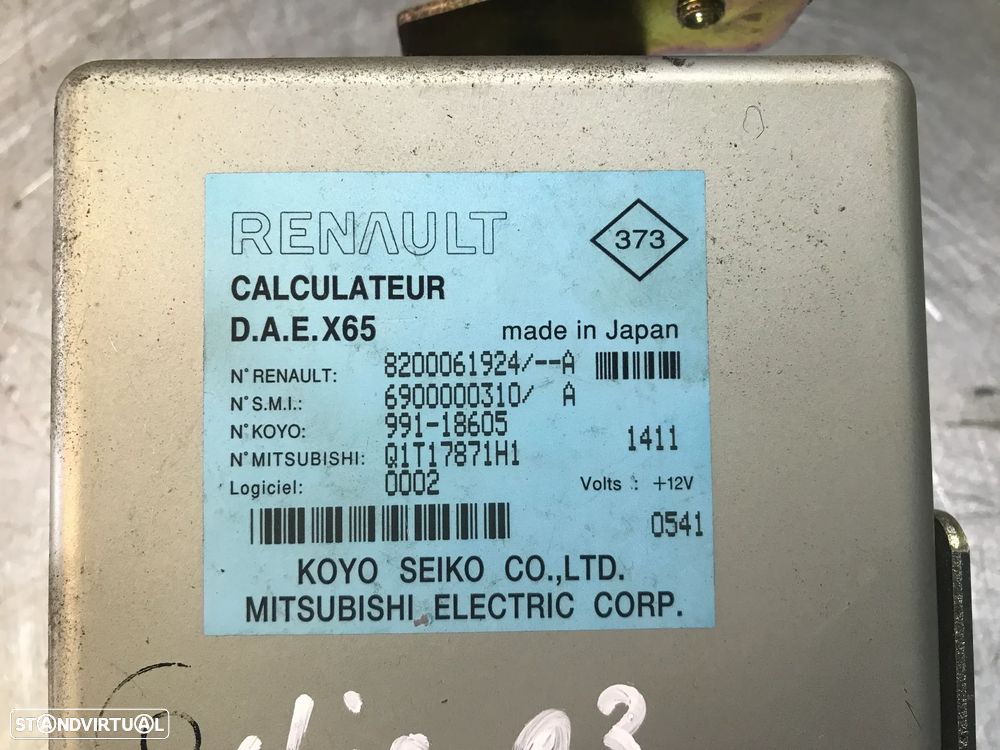 RENAULT
373
CALCULATEUR
D.A.E.X65 made in Japan
N° RENAULT: 8200061924/--A
N° S.M.I.: 6900000310/ A
N° KOYO: 991-18605
1411
N° MITSUBISHI: Q1T17871H1
Logiciel: 0002 Volts : +12V
0541
KOYO SEIKO CO.,LTD.
MITSUBISHI ELECTRIC CORP.
03
STANDVIRTUAL